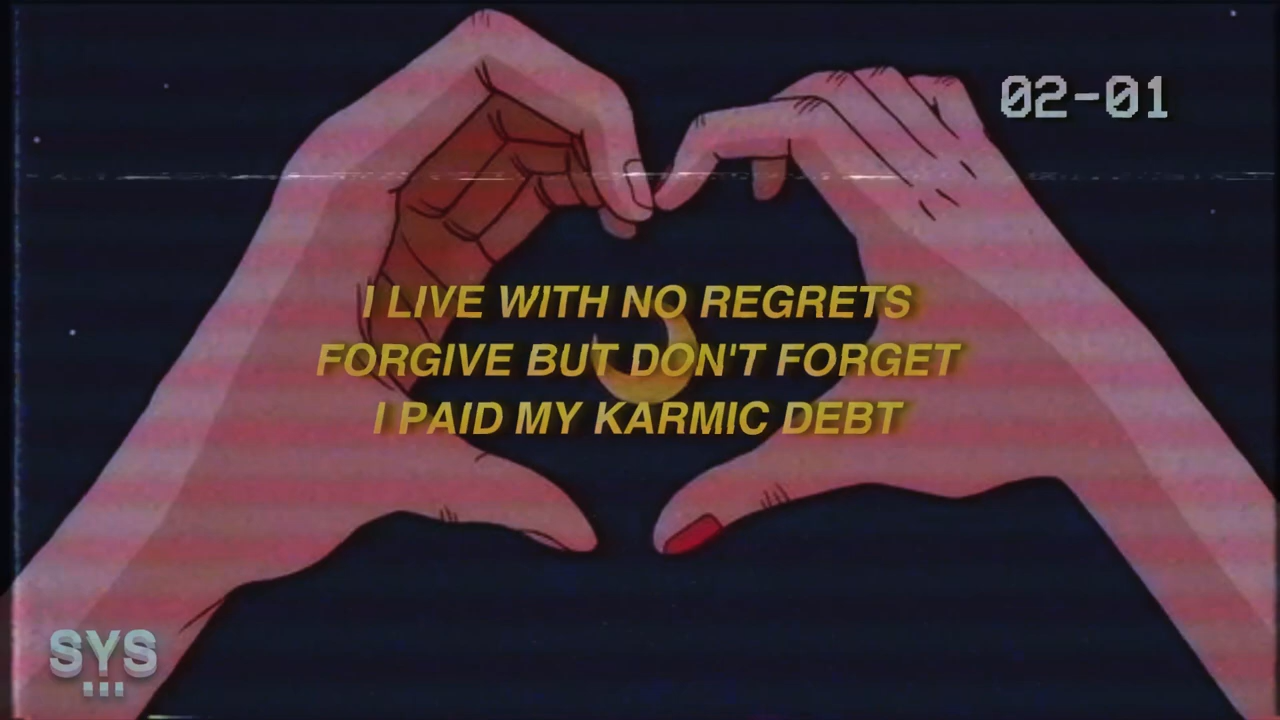 02-01
I LIVE WITH NO REGRETS
FORGIVE BUT DON'T FORGET
I PAID MY KARMIC DEBT
SYS